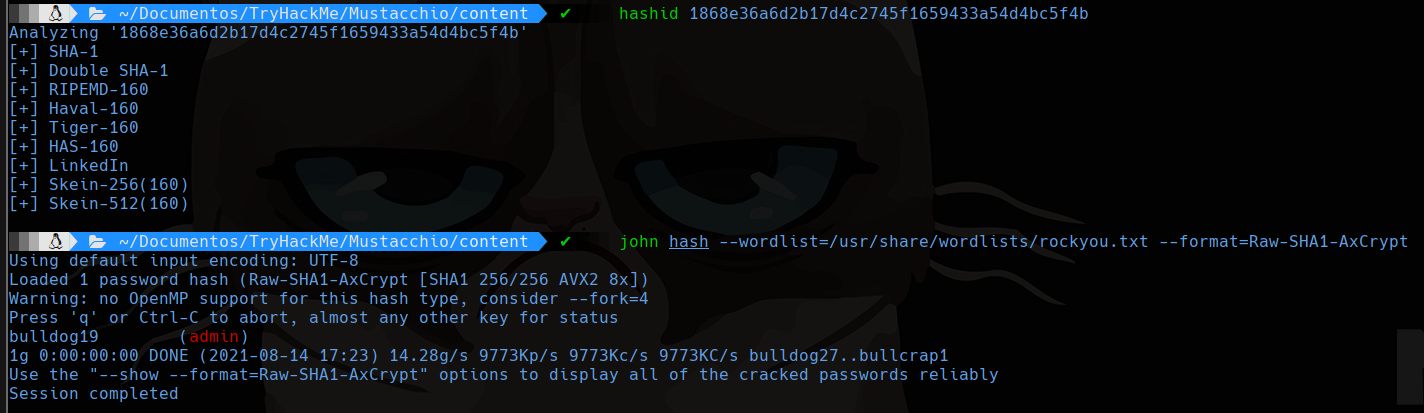 ~/Documentos/TryHackMe/Mustacchio/content ✔ hashid 1868e36a6d2b17d4c2745f1659433a54d4bc5f4b
Analyzing '1868e36a6d2b17d4c2745f1659433a54d4bc5f4b'
[+] SHA-1
[+] Double SHA-1
[+] RIPEMD-160
[+] Haval-160
[+] Tiger-160
[+] HAS-160
[+] LinkedIn
[+] Skein-256(160)
[+] Skein-512(160)
~/Documentos/TryHackMe/Mustacchio/content ✔ john hash --wordlist=/usr/share/wordlists/rockyou.txt --format=Raw-SHA1-AxCrypt
Using default input encoding: UTF-8
Loaded 1 password hash (Raw-SHA1-AxCrypt [SHA1 256/256 AVX2 8x])
Warning: no OpenMP support for this hash type, consider --fork=4
Press 'q' or Ctrl-C to abort, almost any other key for status
bulldog19 (admin)
1g 0:00:00:00 DONE (2021-08-14 17:23) 14.28g/s 9773Kp/s 9773Kc/s 9773KC/s bulldog27..bullcrap1
Use the "--show --format=Raw-SHA1-AxCrypt" options to display all of the cracked passwords reliably
Session completed